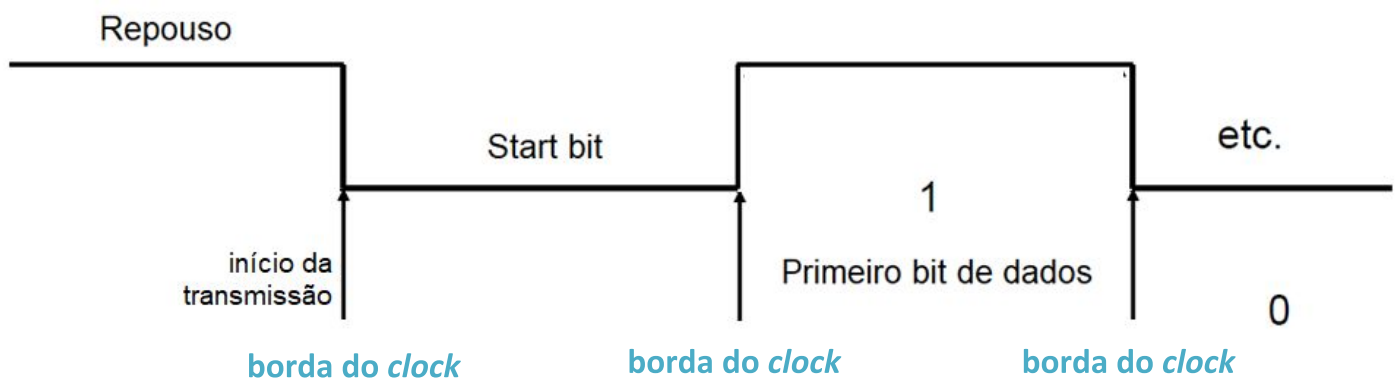 Repouso
Start bit
etc.
1
início da
transmissão
Primeiro bit de dados
0
borda do clock
borda do clock
borda do clock